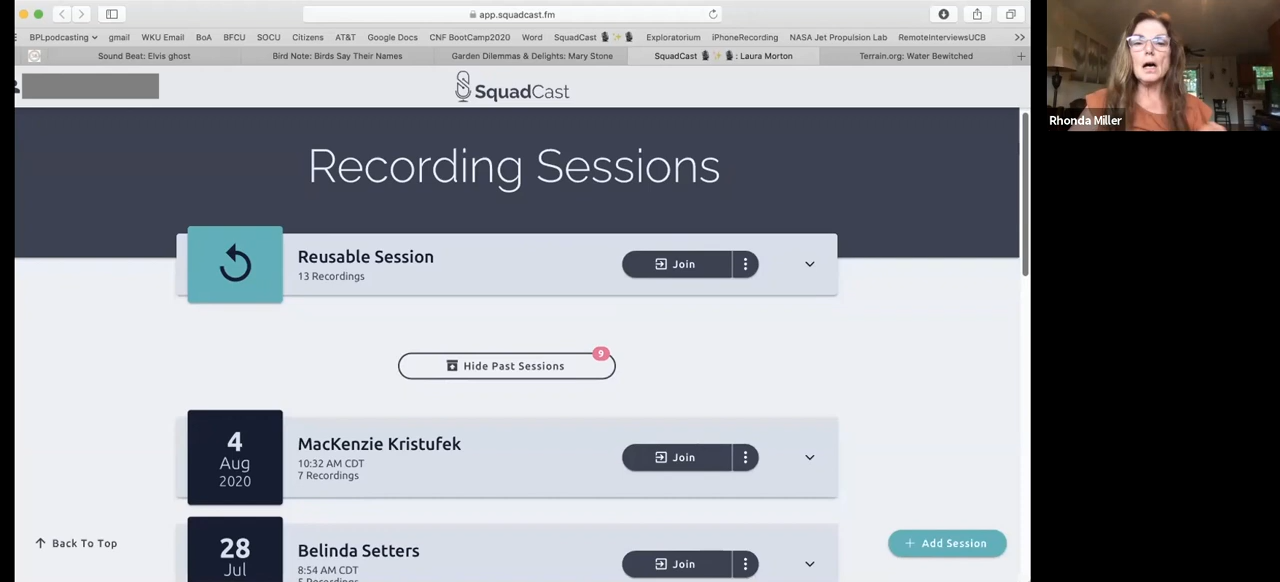 app.squadcast.fm
BPLpodcasting gmail WKU Email BoA BFCU SOCU Citizens AT&T Google Docs CNF BootCamp2020 Word SquadCast Exploratorium iPhoneRecording NASA Jet Propulsion Lab RemoteInterviewsUCB
Sound Beat: Elvis ghost Bird Note: Birds Say Their Names Garden Dilemmas & Delights: Mary Stone SquadCast 🎙✨🎙: Laura Morton Terrain.org: Water Bewitched
SquadCast
Rhonda Miller
Recording Sessions
Reusable Session
13 Recordings
Join
9
Hide Past Sessions
4
Aug
2020
MacKenzie Kristufek
10:32 AM CDT
7 Recordings
Join
28
Jul
Belinda Setters
8:54 AM CDT
5 Recordings
Join
Back To Top
+ Add Session